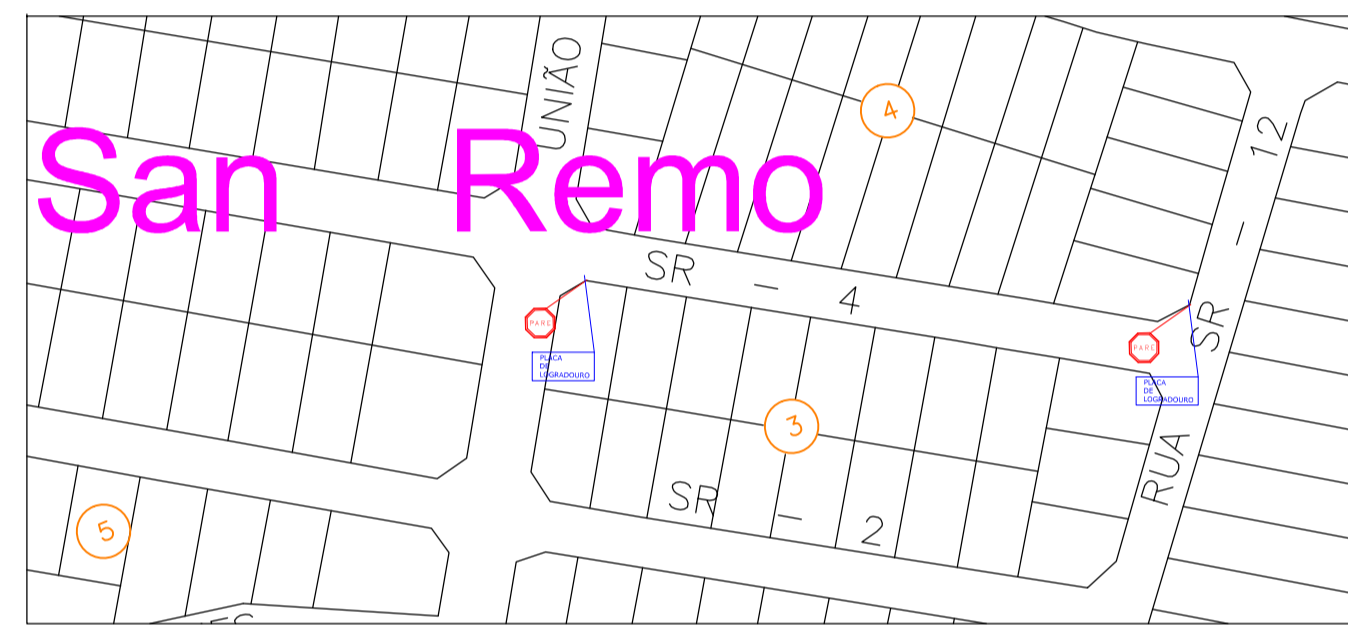 UNIÃO
4
SR - 12
San Remo
SR - 4
PARE
PLACA
DE
LOGRADOURO
PARE
PLACA
DE
LOGRADOURO
3
RUA
SR - 2
5